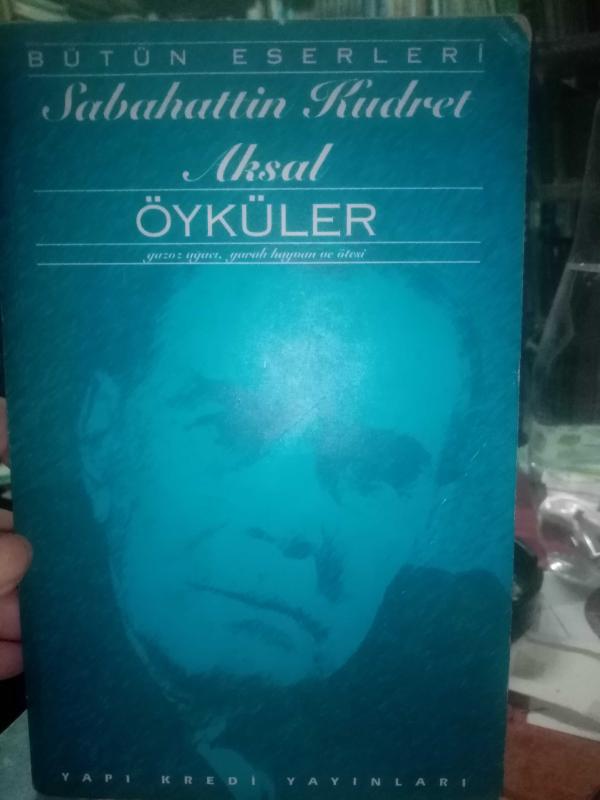 BÜTÜN ESERLERİ
Sabahattin Kudret
Aksal
ÖYKÜLER
gazoz ağacı, yaralı hayvan ve ötesi
YAPI KREDİ YAYINLARI